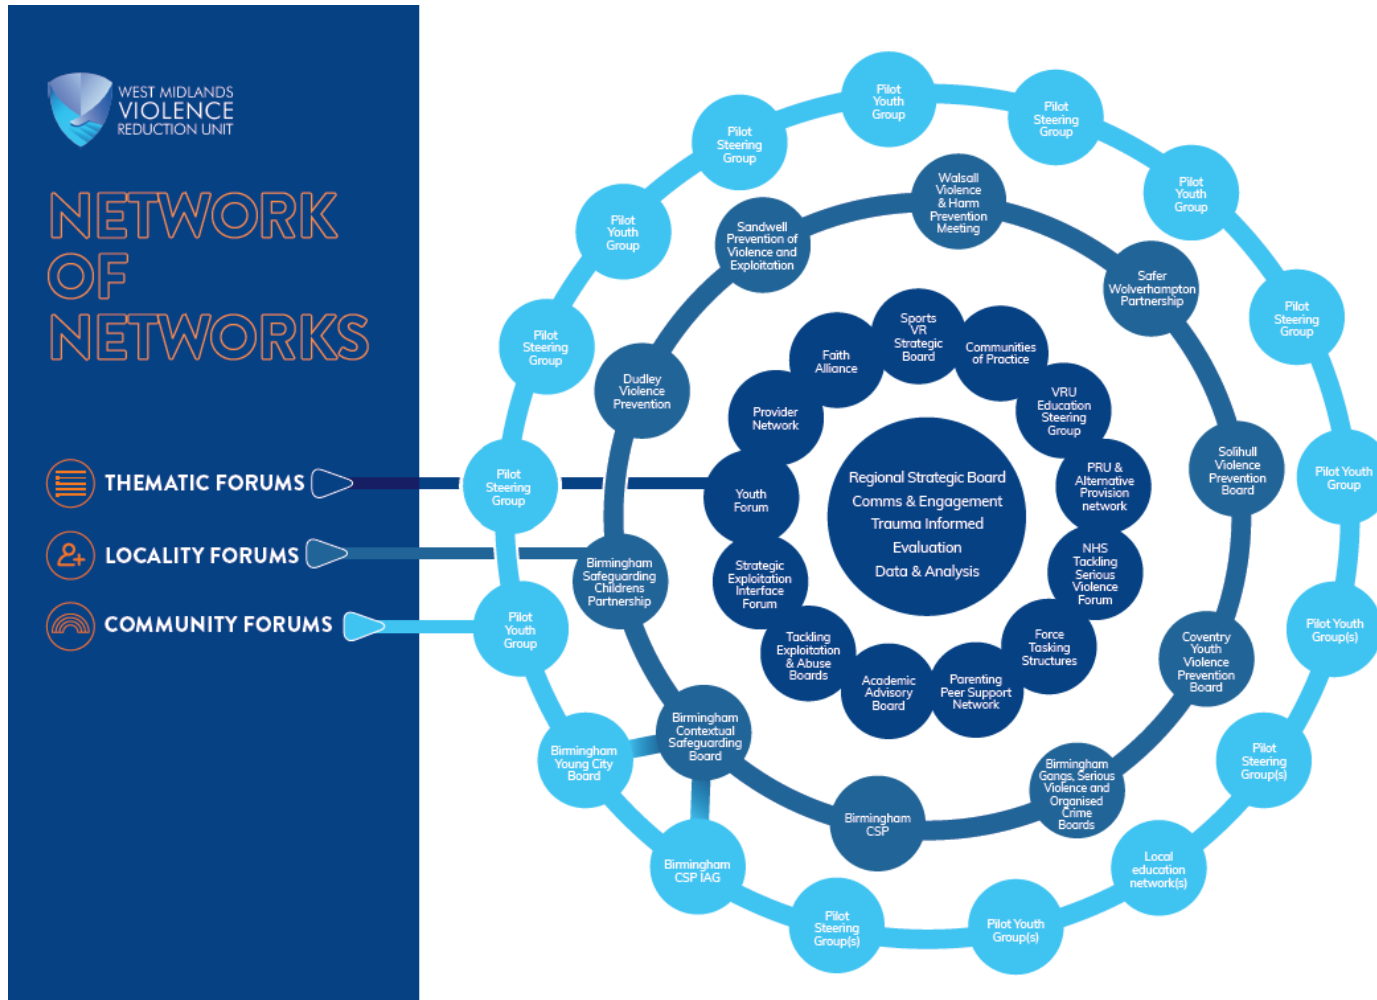 WEST MIDLANDS
VIOLENCE
REDUCTION UNIT
NETWORK
OF
NETWORKS
THEMATIC FORUMS
LOCALITY FORUMS
COMMUNITY FORUMS
Pilot
Youth
Group
Pilot
Steering
Group
Pilot
Youth
Group
Pilot
Steering
Group
Pilot Youth
Group
Pilot Youth
Group(s)
Pilot
Steering
Group(s)
Local
education
network(s)
Pilot Youth
Group(s)
Pilot
Steering
Group(s)
Birmingham
CSP IAG
Birmingham
Young City
Board
Pilot
Youth
Group
Pilot
Steering
Group
Pilot
Steering
Group
Pilot
Youth
Group
Pilot
Steering
Group
Walsall
Violence
& Harm
Prevention
Meeting
Safer
Wolverhampton
Partnership
Solihull
Violence
Prevention
Board
Coventry
Youth
Violence
Prevention
Board
Birmingham
Gangs, Serious
Violence and
Organised
Crime
Boards
Birmingham
CSP
Birmingham
Contextual
Safeguarding
Board
Birmingham
Safeguarding
Childrens
Partnership
Dudley
Violence
Prevention
Sandwell
Prevention of
Violence and
Exploitation
Sports
VR
Strategic
Board
Communities
of Practice
VRU
Education
Steering
Group
PRU &
Alternative
Provision
network
NHS
Tackling
Serious
Violence
Forum
Force
Tasking
Structures
Parenting
Peer Support
Network
Academic
Advisory
Board
Tackling
Exploitation
& Abuse
Boards
Strategic
Exploitation
Interface
Forum
Youth
Forum
Provider
Network
Faith
Alliance
Regional Strategic Board
Comms & Engagement
Trauma Informed
Evaluation
Data & Analysis